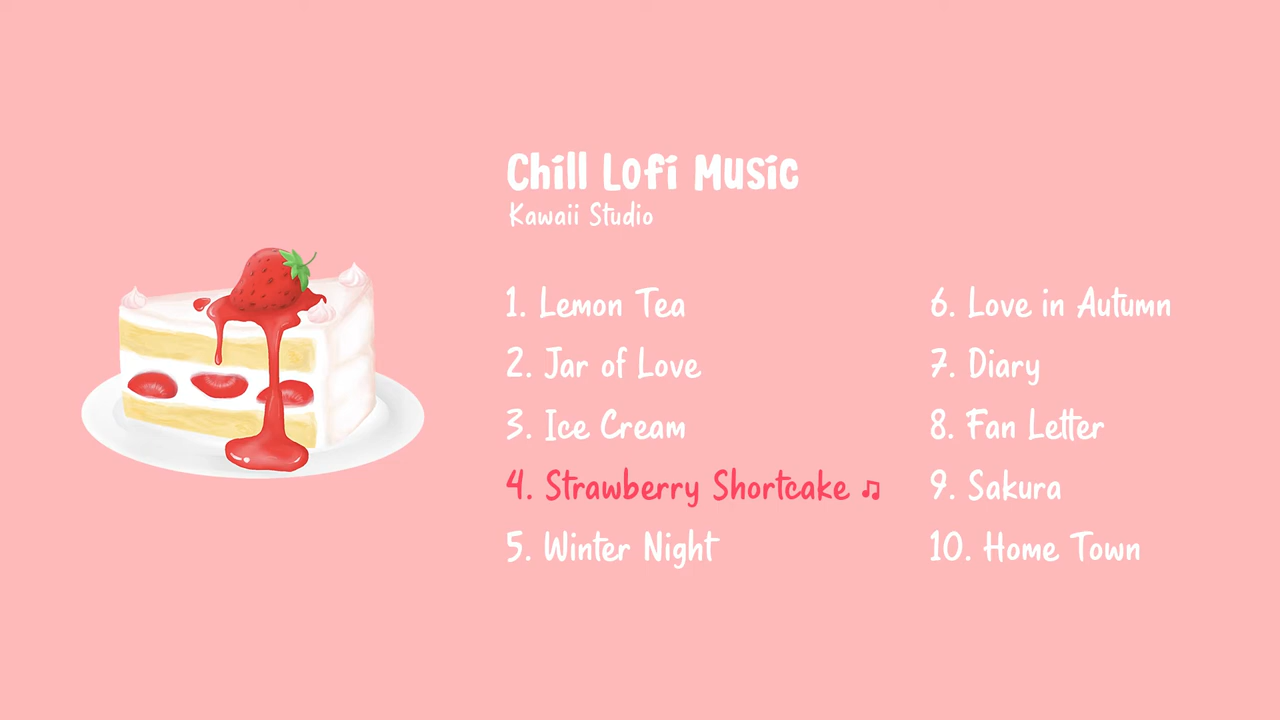 Chill Lofi Music
Kawaii Studio
1. Lemon Tea
2. Jar of Love
3. Ice Cream
4. Strawberry Shortcake ♫
5. Winter Night
6. Love in Autumn
7. Diary
8. Fan Letter
9. Sakura
10. Home Town